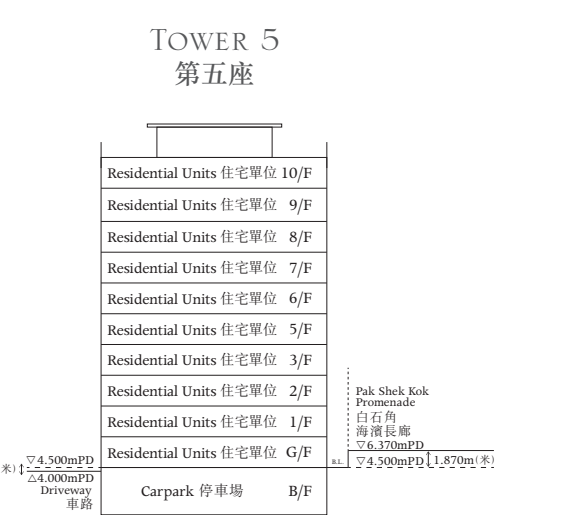 TOWER 5
第五座
Residential Units 住宅單位 10/F
Residential Units 住宅單位 9/F
Residential Units 住宅單位 8/F
Residential Units 住宅單位 7/F
Residential Units 住宅單位 6/F
Residential Units 住宅單位 5/F
Residential Units 住宅單位 3/F
Residential Units 住宅單位 2/F
Residential Units 住宅單位 1/F
Residential Units 住宅單位 G/F
Carpark 停車場 B/F
米)
▽4.500mPD
△4.000mPD
Driveway
車路
Pak Shek Kok
Promenade
白石角
海濱長廊
▽6.370mPD
B.L.
▽4.500mPD
1.870m(米)